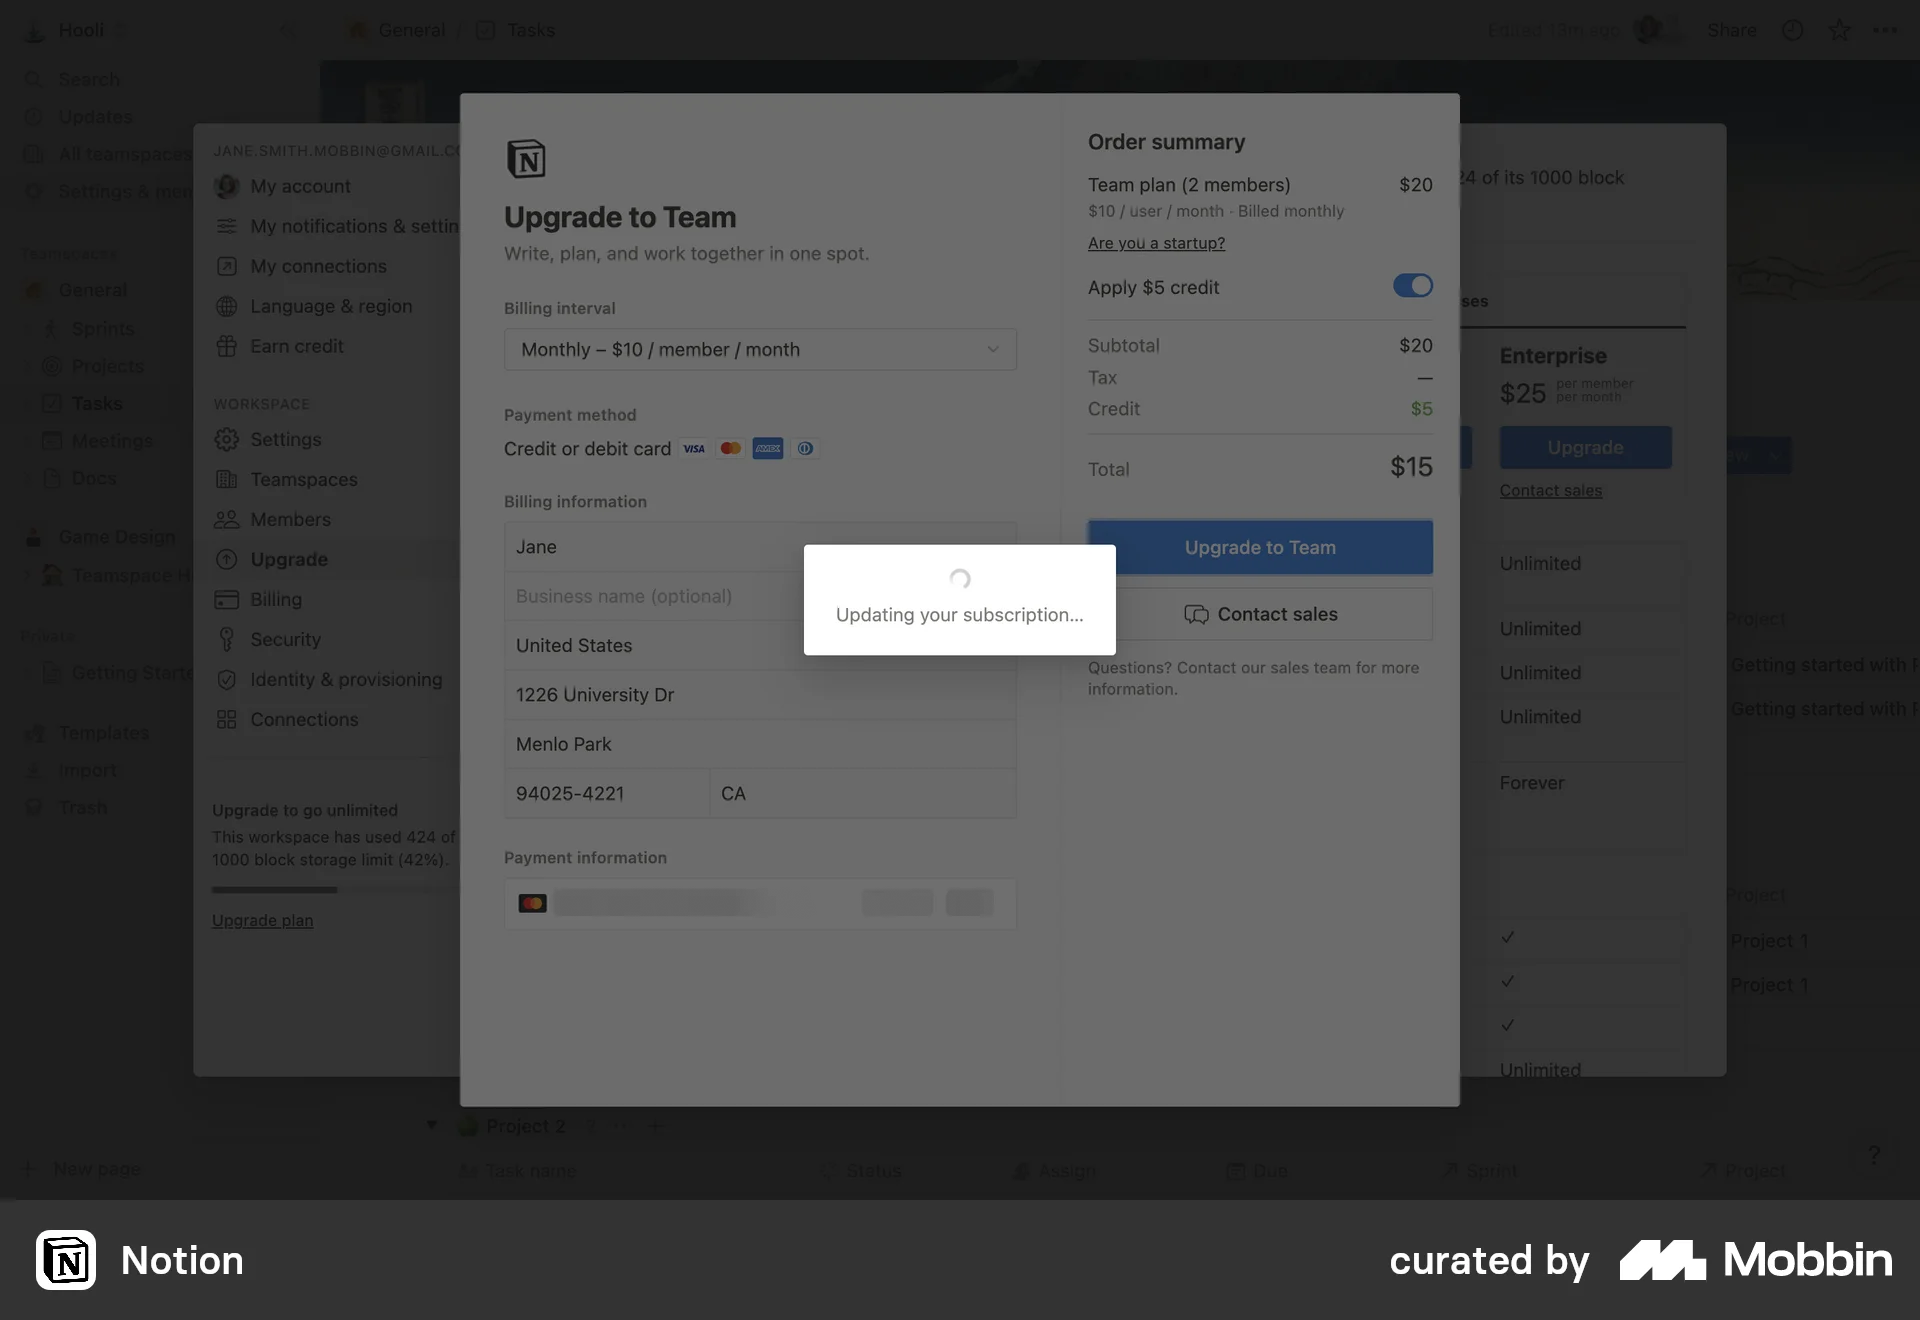 Hooli
General / Tasks
Edited 13m ago
Share
Search
Updates
All teamspaces
Settings & mem
Teamspaces
General
Sprints
Projects
Tasks
Meetings
Docs
Game Design
Teamspace H
Private
Getting Starte
Templates
Import
Trash
New page
JANE.SMITH.MOBBIN@GMAIL.CO
My account
My notifications & settin
My connections
Language & region
Earn credit
WORKSPACE
Settings
Teamspaces
Members
Upgrade
Billing
Security
Identity & provisioning
Connections
Upgrade to go unlimited
This workspace has used 424 of
1000 block storage limit (42%).
Upgrade plan
Upgrade to Team
Write, plan, and work together in one spot.
Billing interval
Monthly – $10 / member / month
Payment method
Credit or debit card VISA AMEX
Billing information
Jane
Business name (optional)
United States
1226 University Dr
Menlo Park
94025-4221 CA
Payment information
Updating your subscription...
Order summary
Team plan (2 members) $20
$10 / user / month · Billed monthly
Are you a startup?
Apply $5 credit
Subtotal $20
Tax —
Credit $5
Total $15
Upgrade to Team
Contact sales
Questions? Contact our sales team for more
information.
24 of its 1000 block
ses
Enterprise
$25 per member
per month
Upgrade
Contact sales
Unlimited
Unlimited
Unlimited
Unlimited
Forever
✓
✓
✓
Unlimited
Project
Getting started with P
Getting started with P
Project
Project 1
Project 1
Project 2
Task name
Status
Assign
Due
Sprint
Project
?
Notion
curated by Mobbin